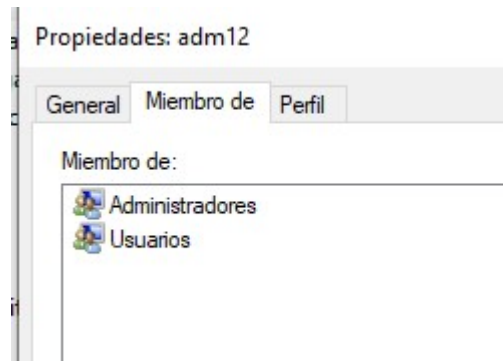 Propiedades: adm12
General Miembro de Perfil
Miembro de:
Administradores
Usuarios